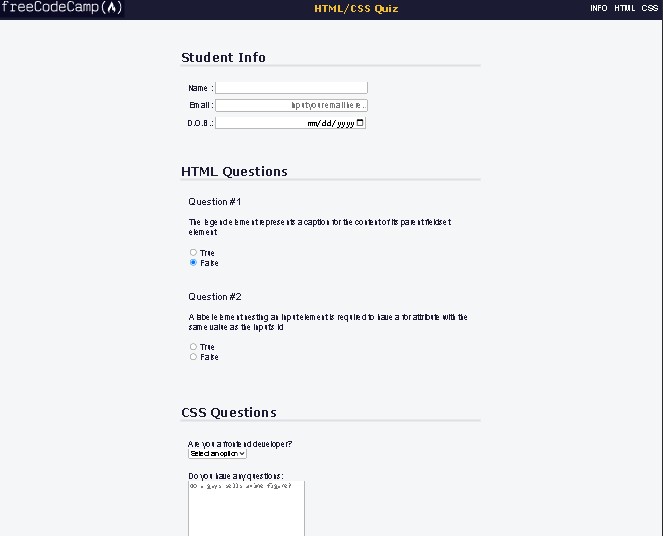 freeCodeCamp(🔥)
HTML/CSS Quiz
INFO HTML CSS
Student Info
Name :
Email :
Input your email here...
D.O.B.:
mm/dd/yyyy
HTML Questions
Question #1
The legend element represents a caption for the content of its parent fieldset
element
True
False
Question #2
A label element nesting an input element is required to have a for attribute with the
same value as the input's id
True
False
CSS Questions
Are you a frontend developer?
Select an option
Do you have any questions: